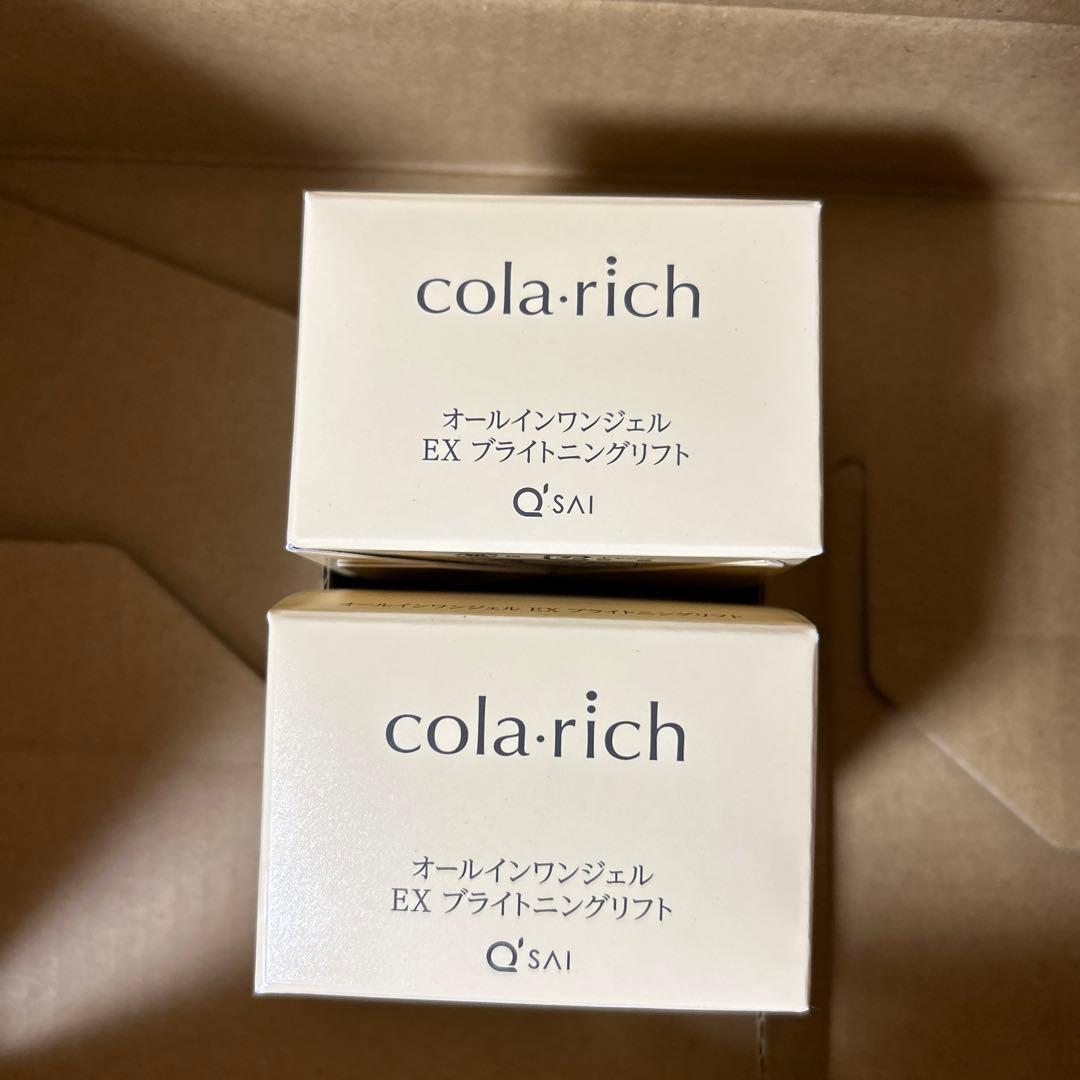 cola·rich
オールインワンジェル
EX ブライトニングリフト
Q'SAI
オールインワンジェル EX ブライトニングリフト
cola·rich
オールインワンジェル
EX ブライトニングリフト
Q'SAI